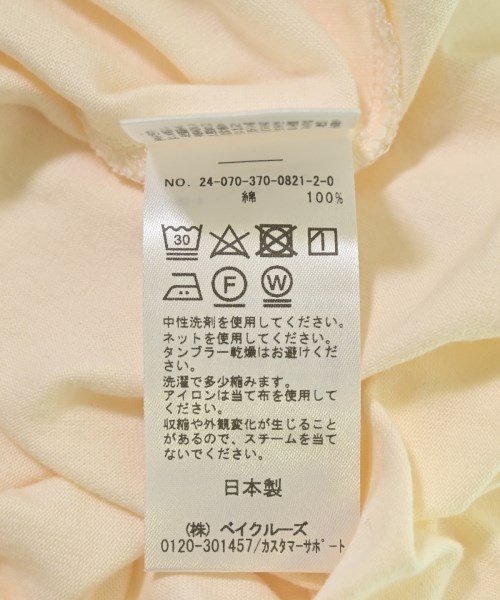 NO. 24-070-370-0821-2-0
綿 100%
30
F W
中性洗剤を使用してください。
ネットを使用してください。
タンブラー乾燥はお避けくだ
さい。
洗濯で多少縮みます。
アイロンは当て布を使用して
ください。
収縮や外観変化が生じること
があるので、スチームを当て
ないでください。
日本製
(株) ベイクルーズ
0120-301457/カスタマーサポート